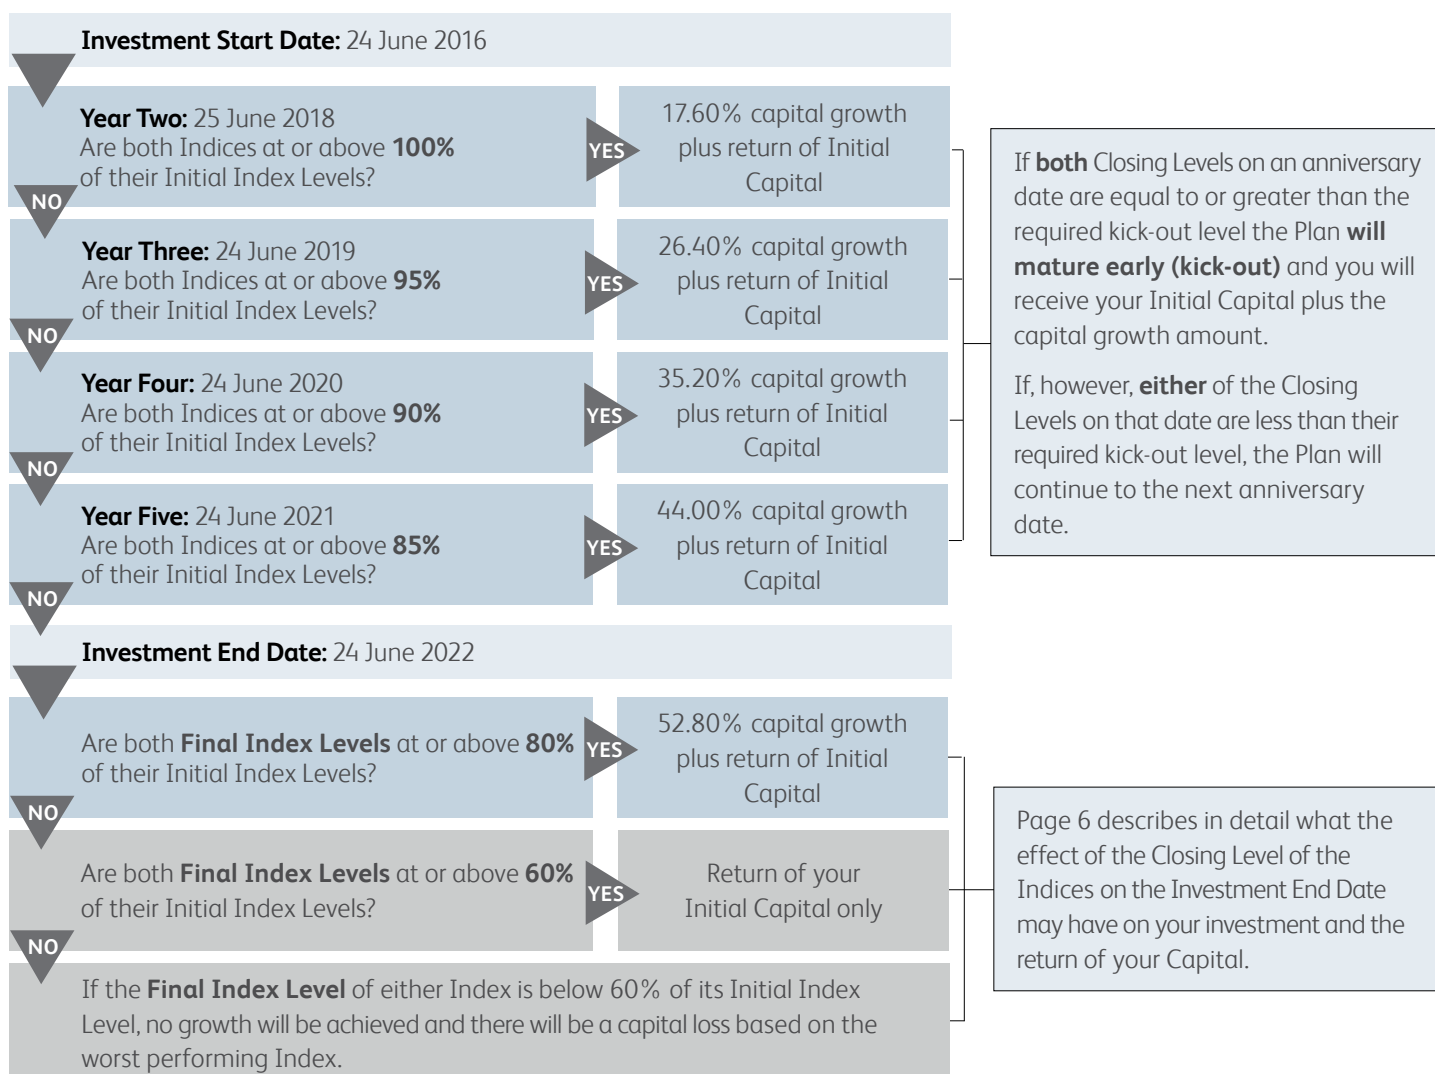 Investment Start Date: 24 June 2016
Year Two: 25 June 2018
Are both Indices at or above 100%
of their Initial Index Levels?
YES
17.60% capital growth
plus return of Initial
Capital
NO
Year Three: 24 June 2019
Are both Indices at or above 95%
of their Initial Index Levels?
YES
26.40% capital growth
plus return of Initial
Capital
NO
Year Four: 24 June 2020
Are both Indices at or above 90%
of their Initial Index Levels?
YES
35.20% capital growth
plus return of Initial
Capital
NO
Year Five: 24 June 2021
Are both Indices at or above 85%
of their Initial Index Levels?
YES
44.00% capital growth
plus return of Initial
Capital
NO
If both Closing Levels on an anniversary
date are equal to or greater than the
required kick-out level the Plan will
mature early (kick-out) and you will
receive your Initial Capital plus the
capital growth amount.
If, however, either of the Closing
Levels on that date are less than their
required kick-out level, the Plan will
continue to the next anniversary
date.
Investment End Date: 24 June 2022
Are both Final Index Levels at or above 80%
of their Initial Index Levels?
YES
52.80% capital growth
plus return of Initial
Capital
NO
Are both Final Index Levels at or above 60%
of their Initial Index Levels?
YES
Return of your
Initial Capital only
NO
If the Final Index Level of either Index is below 60% of its Initial Index
Level, no growth will be achieved and there will be a capital loss based on the
worst performing Index.
Page 6 describes in detail what the
effect of the Closing Level of the
Indices on the Investment End Date
may have on your investment and the
return of your Capital.